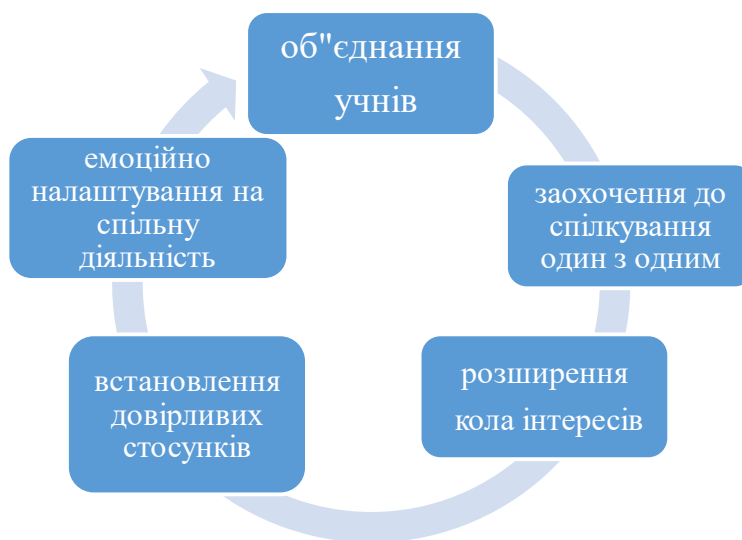 об"єднання
учнів
заохочення до
спілкування
один з одним
розширення
кола інтересів
встановлення
довірливих
стосунків
емоційно
налаштування на
спільну
діяльність